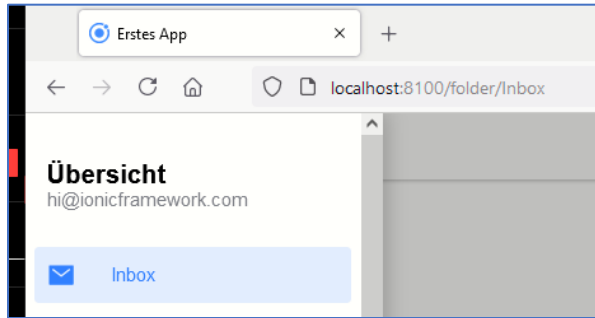 Erstes App
localhost:8100/folder/Inbox
Übersicht
hi@ionicframework.com
Inbox